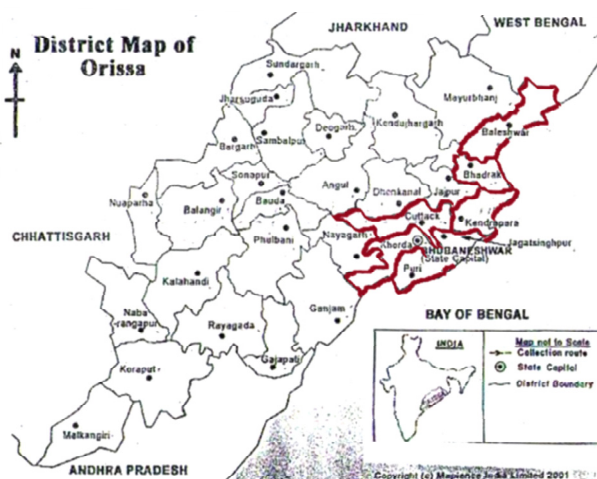 JHARKHAND
WEST BENGAL
N
District Map of
Orissa
Sundargarh
Jharsuguda
Mayurbhanj
Kendujhargarh
Baleshwar
Deogarh
Sambalpur
Bargarh
Bhadrak
Sonapur
Angul
Dhenkanal
Jajpur
Nuaparha
Balangir
Bauda
Cuttack
Kendrapara
CHHATTISGARH
Phulbani
Nayagarh
Khorda
BHUBANESHWAR
Jagatsinghpur
(State Capital)
Puri
Kalahandi
Naba
rangapur
Rayagada
Ganjam
BAY OF BENGAL
Gajapati
Koraput
INDIA
Map not to Scale
Collection route
State Capitol
District Boundary
Malkangiri
ANDHRA PRADESH
Copyright (c) Mapience India Limited 2001